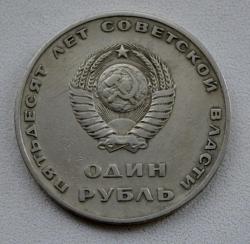 ПЯТЬДЕСЯТ ЛЕТ СОВЕТСКОЙ ВЛАСТИ
ОДИН
РУБЛЬ